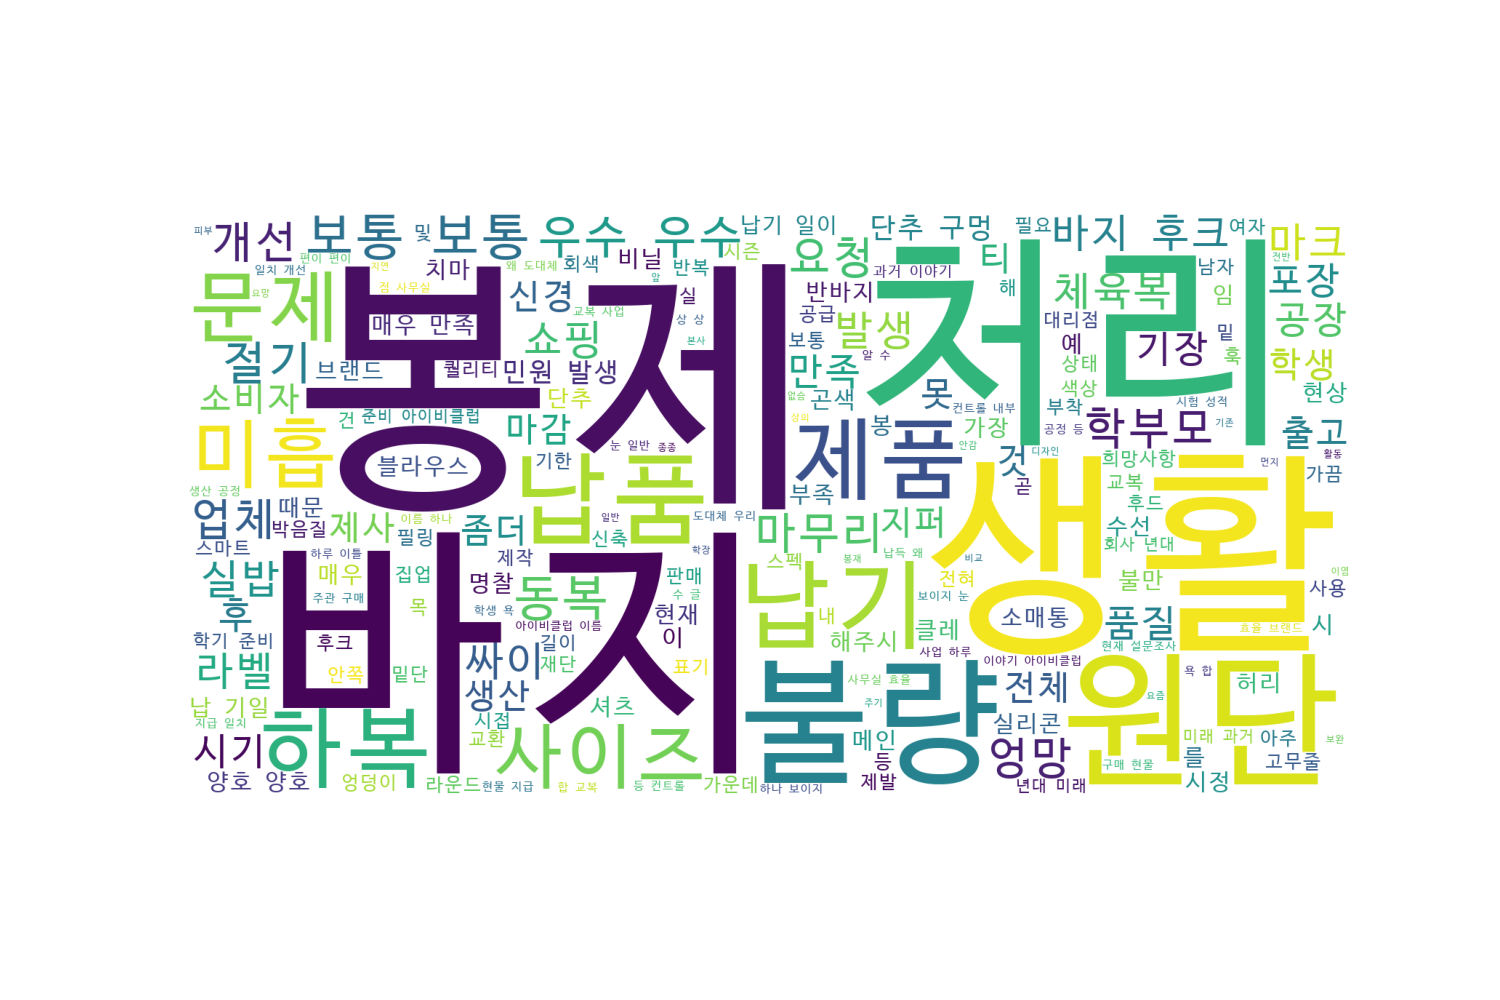 피부
개선
보통
및
보통
우수 우수
납기 일이
단추 구멍
필요
바지 후크
여자
마크
편이 편이
일치 개선
요망
지연
치마
왜 도대체
회색
비닐
시즌
반복
앞
요청
과거 이야기
티
체육복
남자
전반
포장
문제
봉제
처리
점 사무실
매우 만족
신경
교복 사업
실
상 상
본사
반바지
공급
발생
해
대리점
임
밑
공장
절기
브랜드
쇼핑
퀄리티
민원 발생
보통
알 수
만족
예
상태
기장
훅
학생
소비자
건
준비 아이비클럽
단추
없음
곤색
못
컨트롤 내부
부착
색상
시험 성적
현상
미흡
블라우스
마감
눈 일반
종종
심미
제품
봉
가장
안감
공정 등
학부모
기존
출고
활동
기한
부족
것
디자인
희망사항
먼지
가끔
생산 공정
납품
곧
교복
생활
업체
때문
박음질
제사
이름 하나
필링
좀더
일반
신축
도대체 우리
마무리
지퍼
후드
수선
회사 년대
스마트
하루 이틀
제작
학장
스펙
봉재
납득 왜
비교
실밥
매우
집업
명찰
동복
판매
납기
전혀
불만
이염
사용
주관 구매
목
학생 욕
수 글
현재
내
보이지 눈
소매통
품질
효율 브랜드
시
후
학기 준비
후크
바지
아이비클럽 이름
길이
이
해주시
클레
사업 하루
이야기 아이비클럽
현재 설문조사
라벨
안쪽
밑단
싸이
재단
표기
불량
사무실 효율
전체
원단
욕 합
허리
납 기일
지급 일치
하복
생산
시접
셔츠
주기
실리콘
요즘
미래 과거
아주
보완
시기
교환
사이즈
메인
엉망
를
고무줄
양호 양호
엉덩이
라운드
현물 지급
합 교복
등 컨트롤
가운데
하나 보이지
등
제발
년대 미래
구매 현물
시정